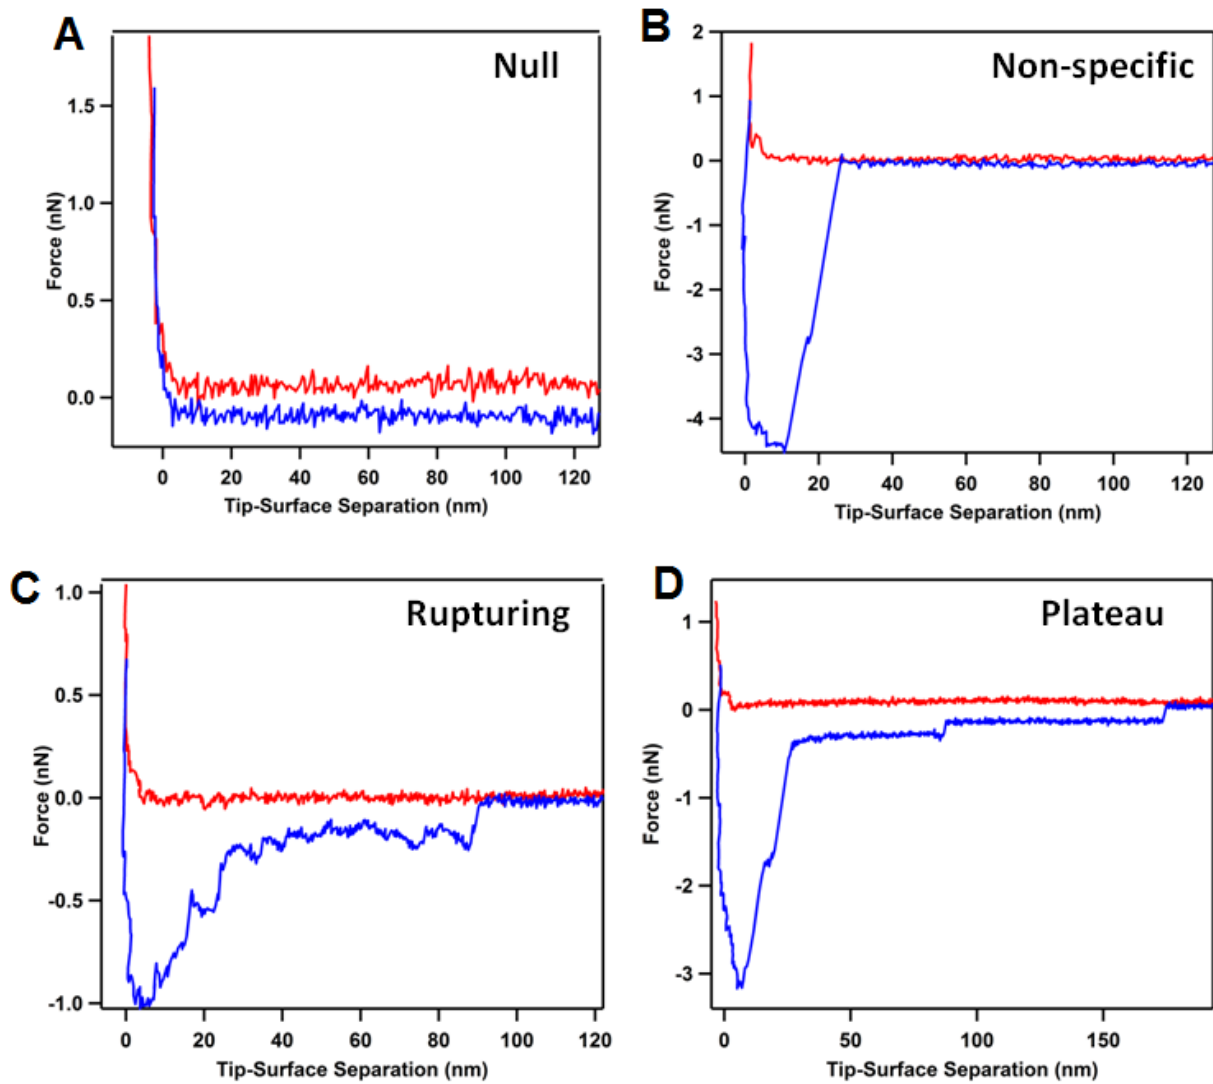 A
Null
1.5
1.0
0.5
0.0
Force (nN)
0 20 40 60 80 100 120
Tip-Surface Separation (nm)
B
Non-specific
2
1
0
-1
-2
-3
-4
Force (nN)
0 20 40 60 80 100 120
Tip-Surface Separation (nm)
C
Rupturing
1.0
0.5
0.0
-0.5
-1.0
Force (nN)
0 20 40 60 80 100 120
Tip-Surface Separation (nm)
D
Plateau
1
0
-1
-2
-3
Force (nN)
0 50 100 150
Tip-Surface Separation (nm)